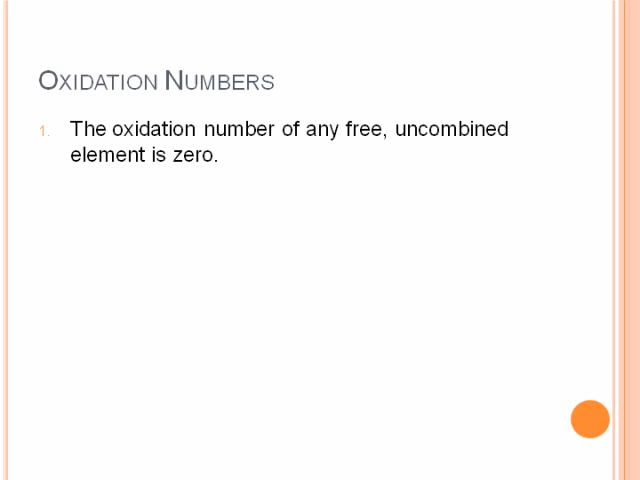 OXIDATION NUMBERS
1. The oxidation number of any free, uncombined
element is zero.